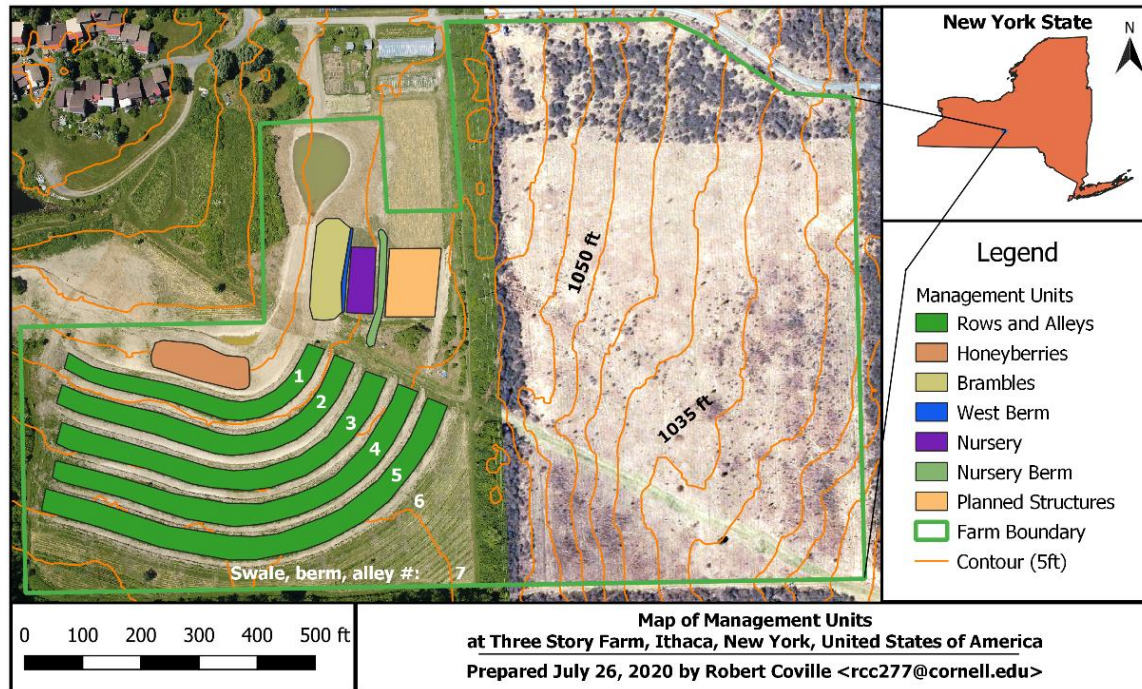 New York State
N
1050 ft
1035 ft
1
2
3
4
5
6
Swale, berm, alley #: 7
Legend
Management Units
Rows and Alleys
Honeyberries
Brambles
West Berm
Nursery
Nursery Berm
Planned Structures
Farm Boundary
Contour (5ft)
0 100 200 300 400 500 ft
Map of Management Units
at Three Story Farm, Ithaca, New York, United States of America
Prepared July 26, 2020 by Robert Coville <rcc277@cornell.edu>